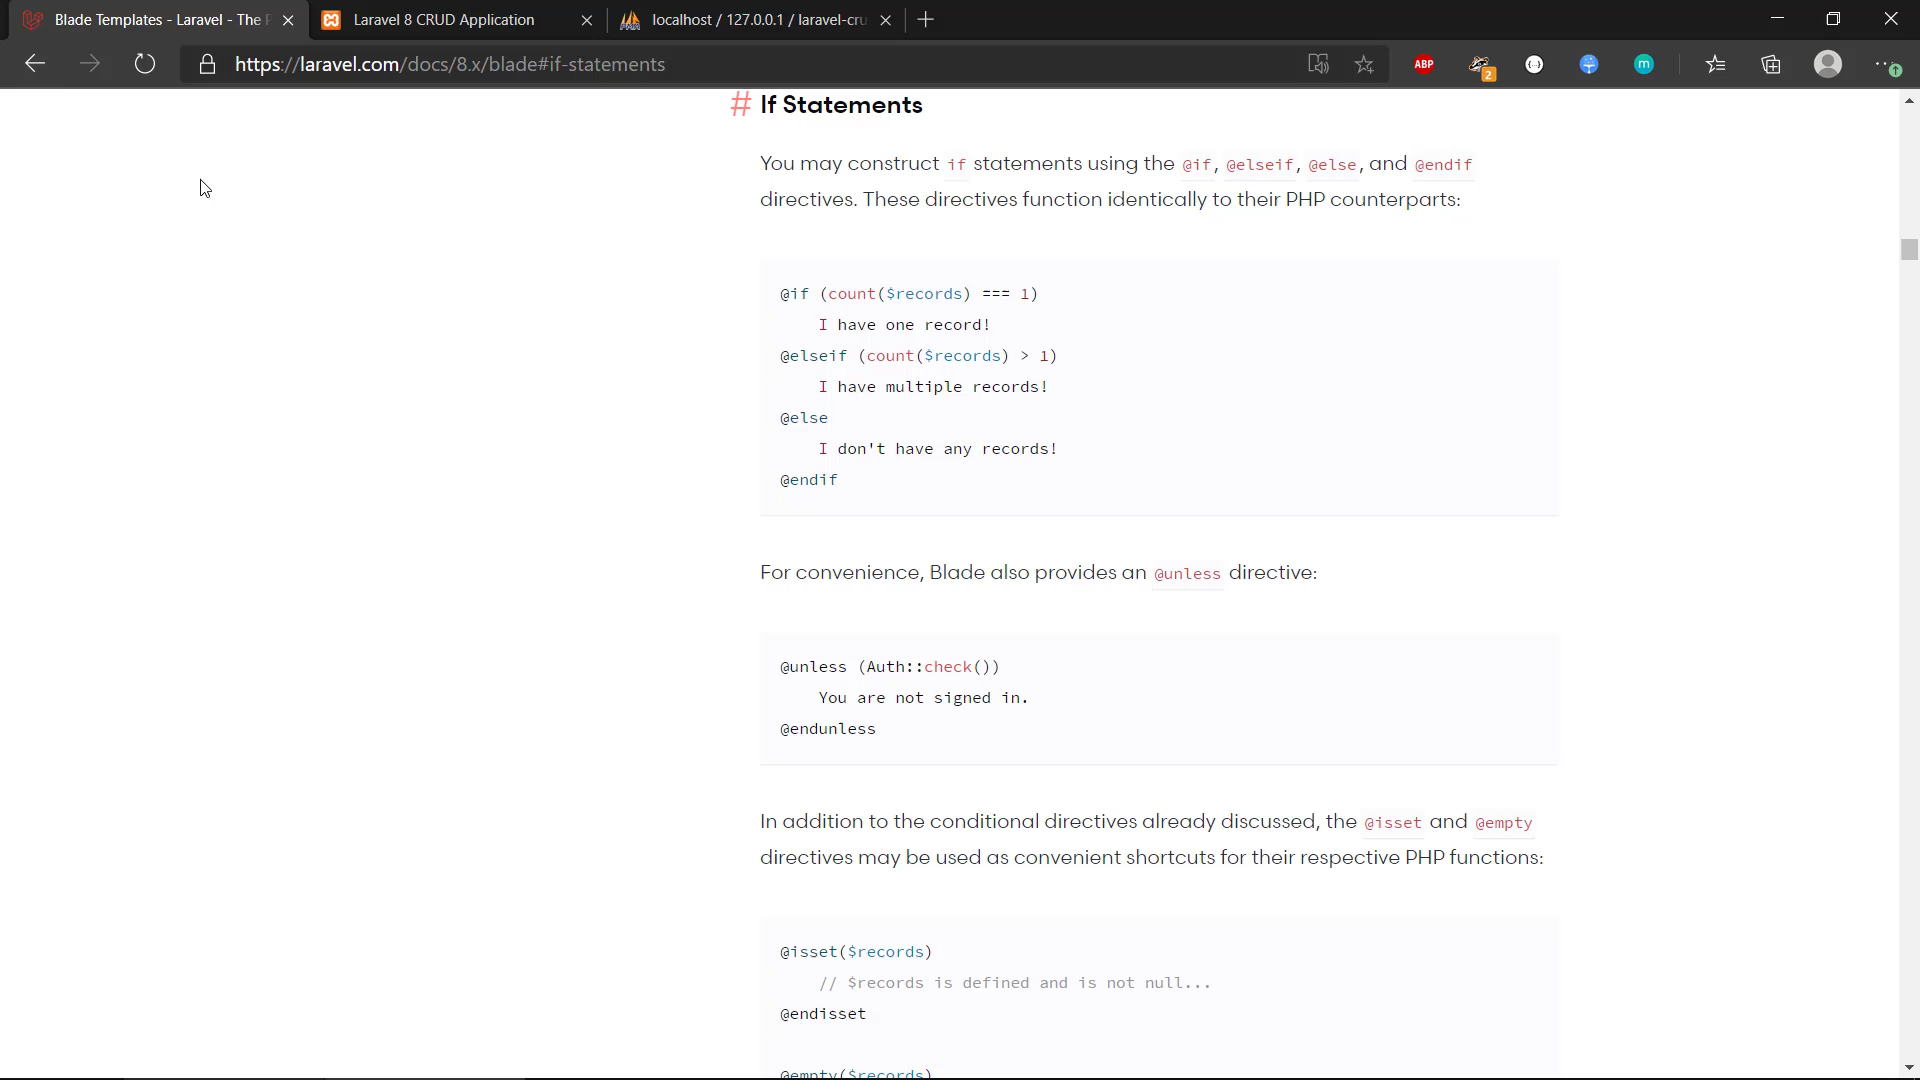 Blade Templates - Laravel - The P
Laravel 8 CRUD Application
localhost / 127.0.0.1 / laravel-cru
https://laravel.com/docs/8.x/blade#if-statements
ABP
2
m
# If Statements
You may construct if statements using the @if, @elseif, @else, and @endif
directives. These directives function identically to their PHP counterparts:
@if (count($records) === 1)
I have one record!
@elseif (count($records) > 1)
I have multiple records!
@else
I don't have any records!
@endif
For convenience, Blade also provides an @unless directive:
@unless (Auth::check())
You are not signed in.
@endunless
In addition to the conditional directives already discussed, the @isset and @empty
directives may be used as convenient shortcuts for their respective PHP functions:
@isset($records)
// $records is defined and is not null...
@endisset
@empty($records)